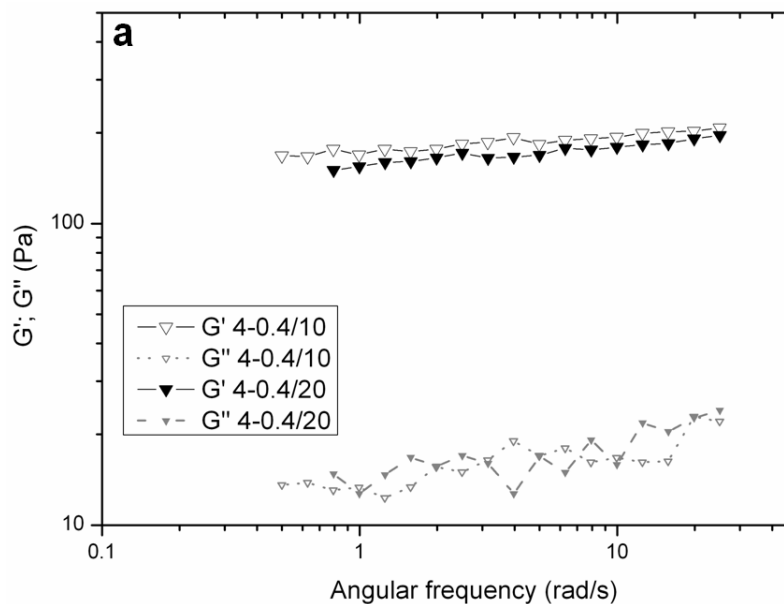 a
100
10
G'; G'' (Pa)
G' 4-0.4/10
G'' 4-0.4/10
G' 4-0.4/20
G'' 4-0.4/20
0.1
1
10
Angular frequency (rad/s)